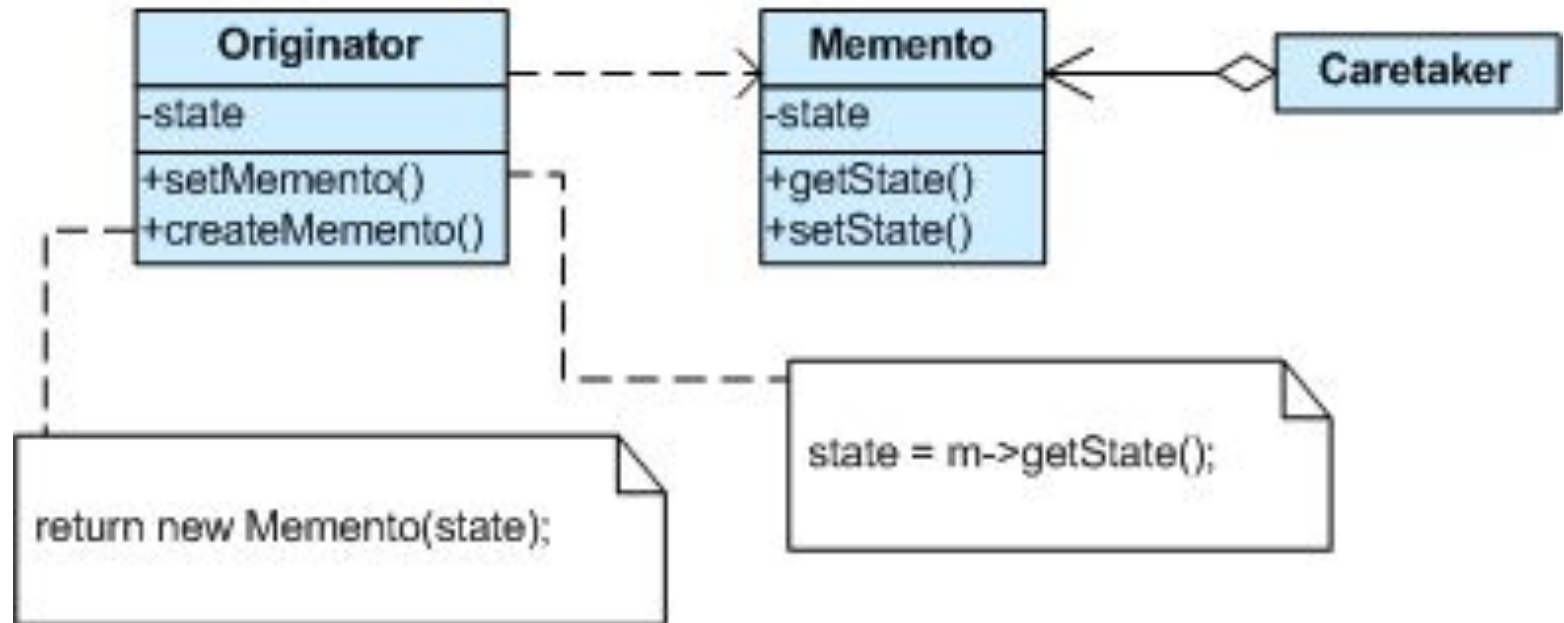 Originator
-state
+setMemento()
+createMemento()
Memento
-state
+getState()
+setState()
Caretaker
state = m->getState();
return new Memento(state);